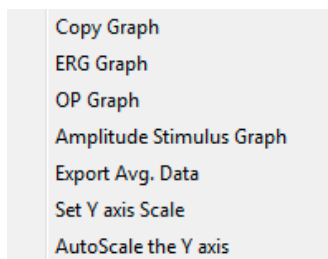 Copy Graph
ERG Graph
OP Graph
Amplitude Stimulus Graph
Export Avg. Data
Set Y axis Scale
AutoScale the Y axis